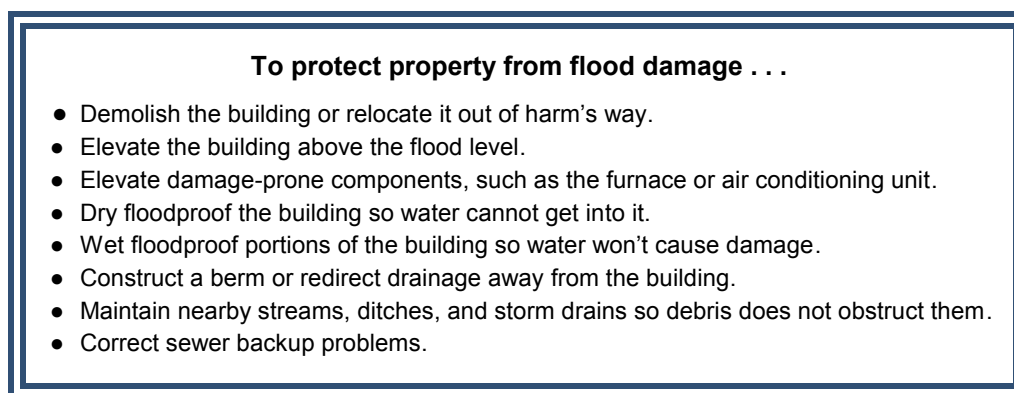 To protect property from flood damage . . .
● Demolish the building or relocate it out of harm’s way.
● Elevate the building above the flood level.
● Elevate damage-prone components, such as the furnace or air conditioning unit.
● Dry floodproof the building so water cannot get into it.
● Wet floodproof portions of the building so water won’t cause damage.
● Construct a berm or redirect drainage away from the building.
● Maintain nearby streams, ditches, and storm drains so debris does not obstruct them.
● Correct sewer backup problems.